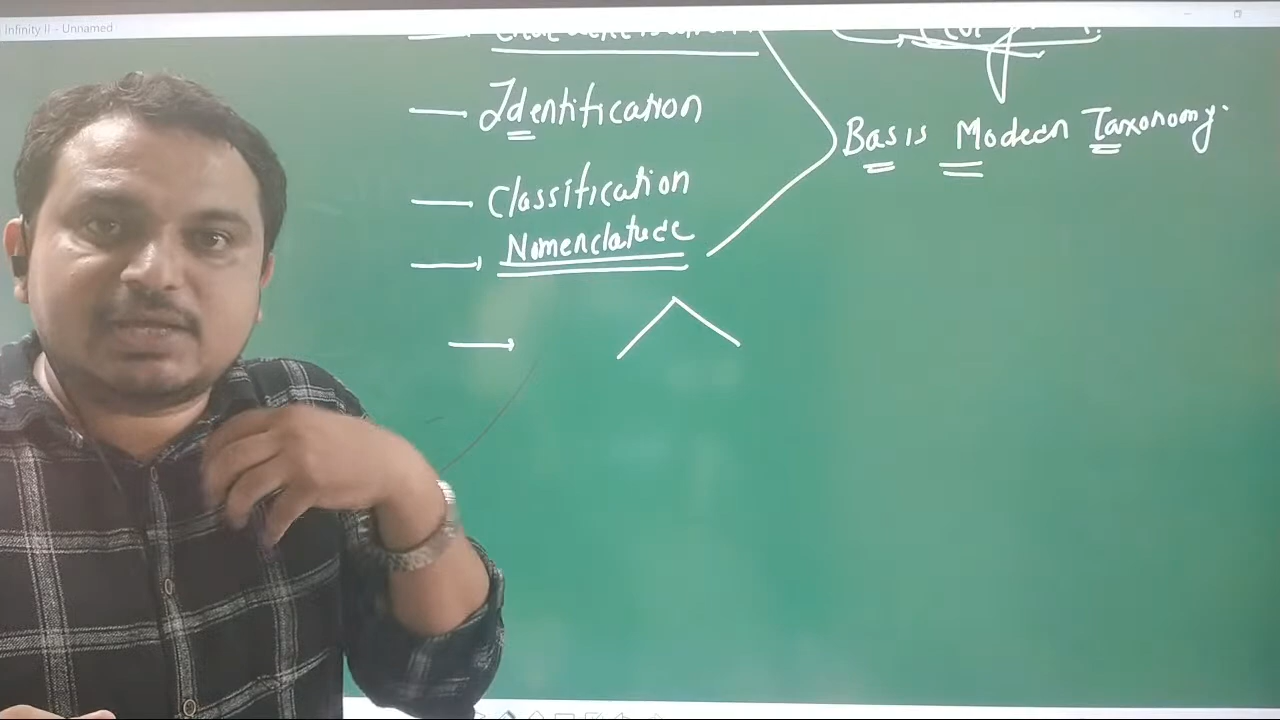 Infinity II - Unnamed
Identification
Basis Modern Taxonomy.
Classification
Nomenclature